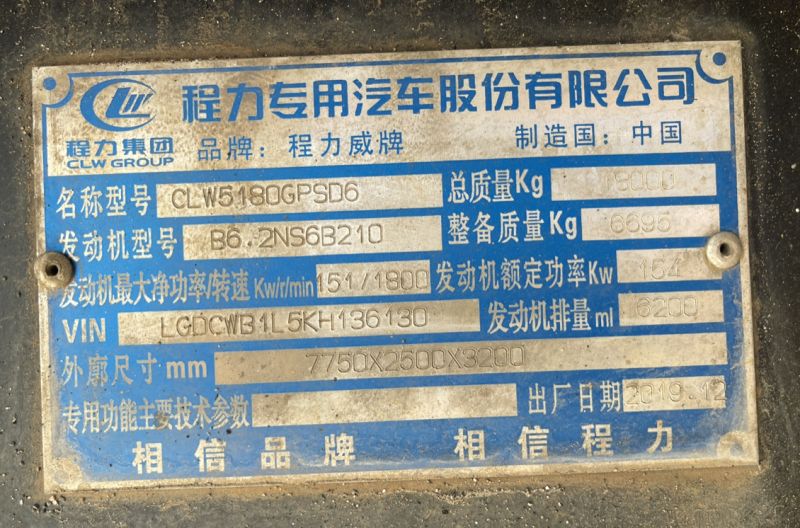 程力专用汽车股份有限公司
程力集团
CLW GROUP
品牌：程力威牌 制造国：中国
名称型号 CLW5180GPSD6 总质量Kg 18000
发动机型号 B6.2NS6B210 整备质量Kg 6695
发动机最大净功率/转速 Kw/r/min 151/1800 发动机额定功率Kw 154
VIN LGDCWB1L5KH136130 发动机排量ml 6200
外廓尺寸mm 7750X2500X3200
专用功能主要技术参数 出厂日期 2019.12
相信品牌 相信程力